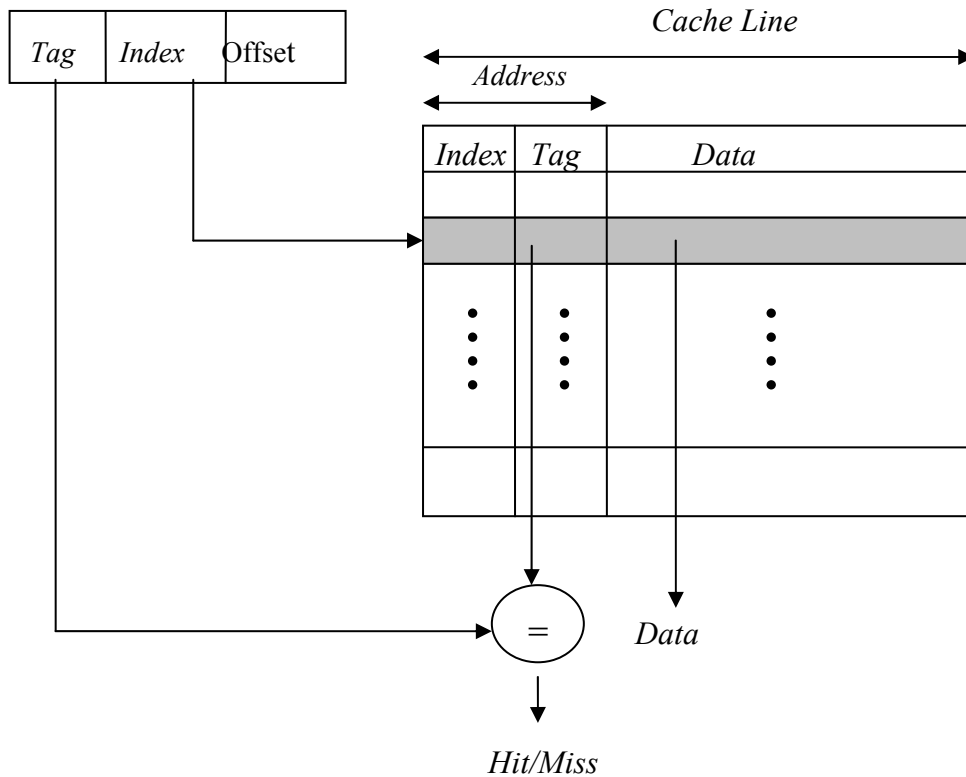 Cache Line
Tag Index Offset
Address
Index Tag Data
=
Data
Hit/Miss